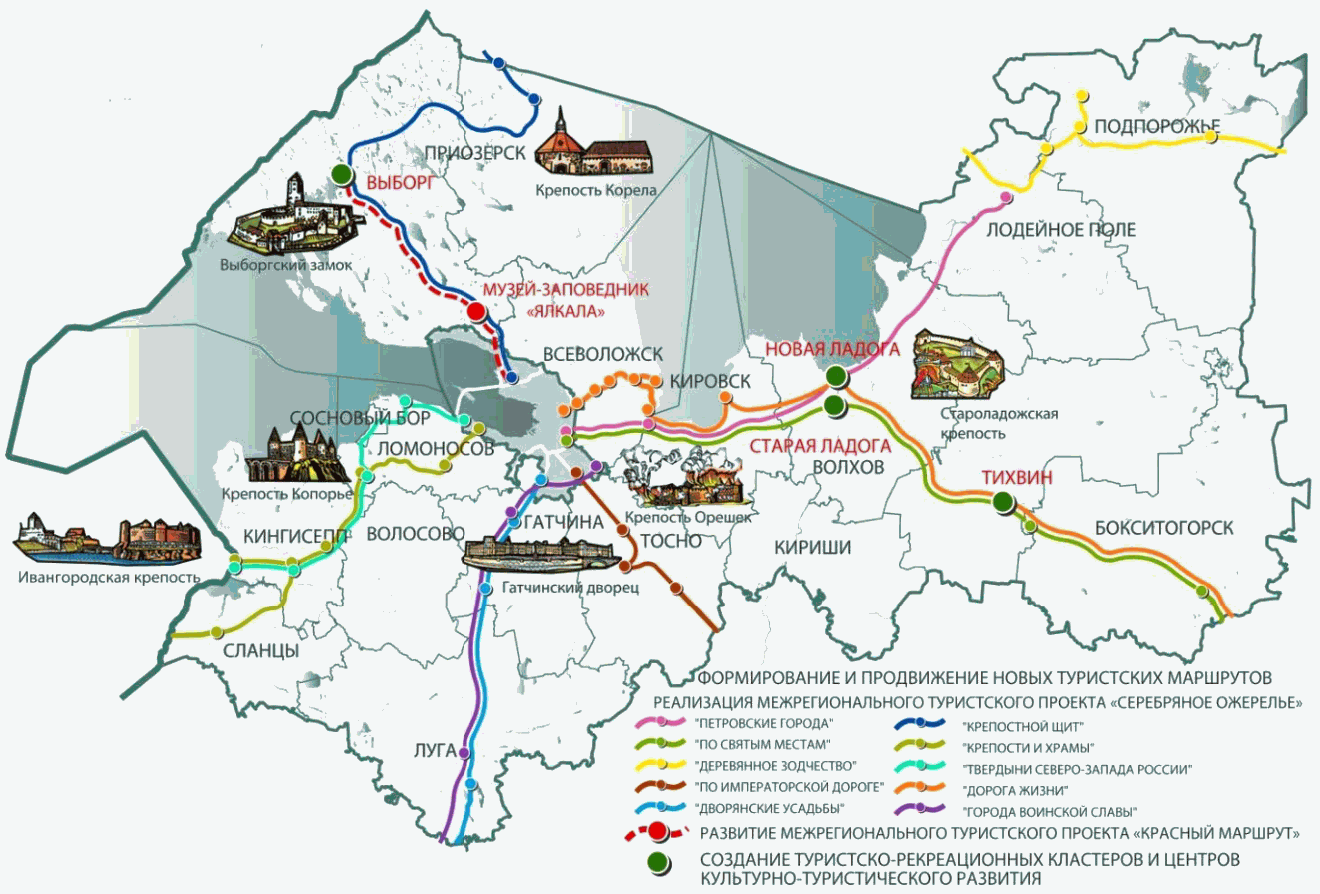 ПОДПОРОЖЬЕ
ПРИОЗЕРСК
Крепость Корела
ВЫБОРГ
Выборгский замок
ЛОДЕЙНОЕ ПОЛЕ
МУЗЕЙ-ЗАПОВЕДНИК
«ЯЛКАЛА»
ВСЕВОЛОЖСК
НОВАЯ ЛАДОГА
КИРОВСК
Староладожская
крепость
СОСНОВЫЙ БОР
ЛОМОНОСОВ
СТАРАЯ ЛАДОГА
ВОЛХОВ
ТИХВИН
Крепость Копорье
Крепость Орешек
ГАТЧИНА
БОКСИТОГОРСК
КИНГИСЕПП
ВОЛОСОВО
ТОСНО
КИРИШИ
Ивангородская крепость
Гатчинский дворец
СЛАНЦЫ
ЛУГА
ФОРМИРОВАНИЕ И ПРОДВИЖЕНИЕ НОВЫХ ТУРИСТСКИХ МАРШРУТОВ
РЕАЛИЗАЦИЯ МЕЖРЕГИОНАЛЬНОГО ТУРИСТСКОГО ПРОЕКТА «СЕРЕБРЯНОЕ ОЖЕРЕЛЬЕ»
"ПЕТРОВСКИЕ ГОРОДА"
"ПО СВЯТЫМ МЕСТАМ"
"ДЕРЕВЯННОЕ ЗОДЧЕСТВО"
"ПО ИМПЕРАТОРСКОЙ ДОРОГЕ"
"ДВОРЯНСКИЕ УСАДЬБЫ"
"КРЕПОСТНОЙ ЩИТ"
"КРЕПОСТИ И ХРАМЫ"
"ТВЕРДЫНИ СЕВЕРО-ЗАПАДА РОССИИ"
"ДОРОГА ЖИЗНИ"
"ГОРОДА ВОИНСКОЙ СЛАВЫ"
РАЗВИТИЕ МЕЖРЕГИОНАЛЬНОГО ТУРИСТСКОГО ПРОЕКТА «КРАСНЫЙ МАРШРУТ»
СОЗДАНИЕ ТУРИСТСКО-РЕКРЕАЦИОННЫХ КЛАСТЕРОВ И ЦЕНТРОВ
КУЛЬТУРНО-ТУРИСТИЧЕСКОГО РАЗВИТИЯ